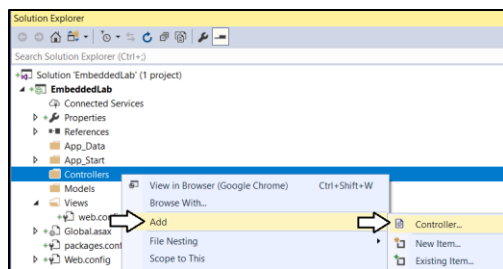 Solution Explorer
Search Solution Explorer (Ctrl+;)
Solution 'EmbeddedLab' (1 project)
EmbeddedLab
Connected Services
Properties
References
App_Data
App_Start
Controllers
Models
Views
web.conf
Global.asax
packages.conf
Web.config
View in Browser (Google Chrome) Ctrl+Shift+W
Browse With...
Add
File Nesting
Scope to This
Controller...
New Item...
Existing Item...